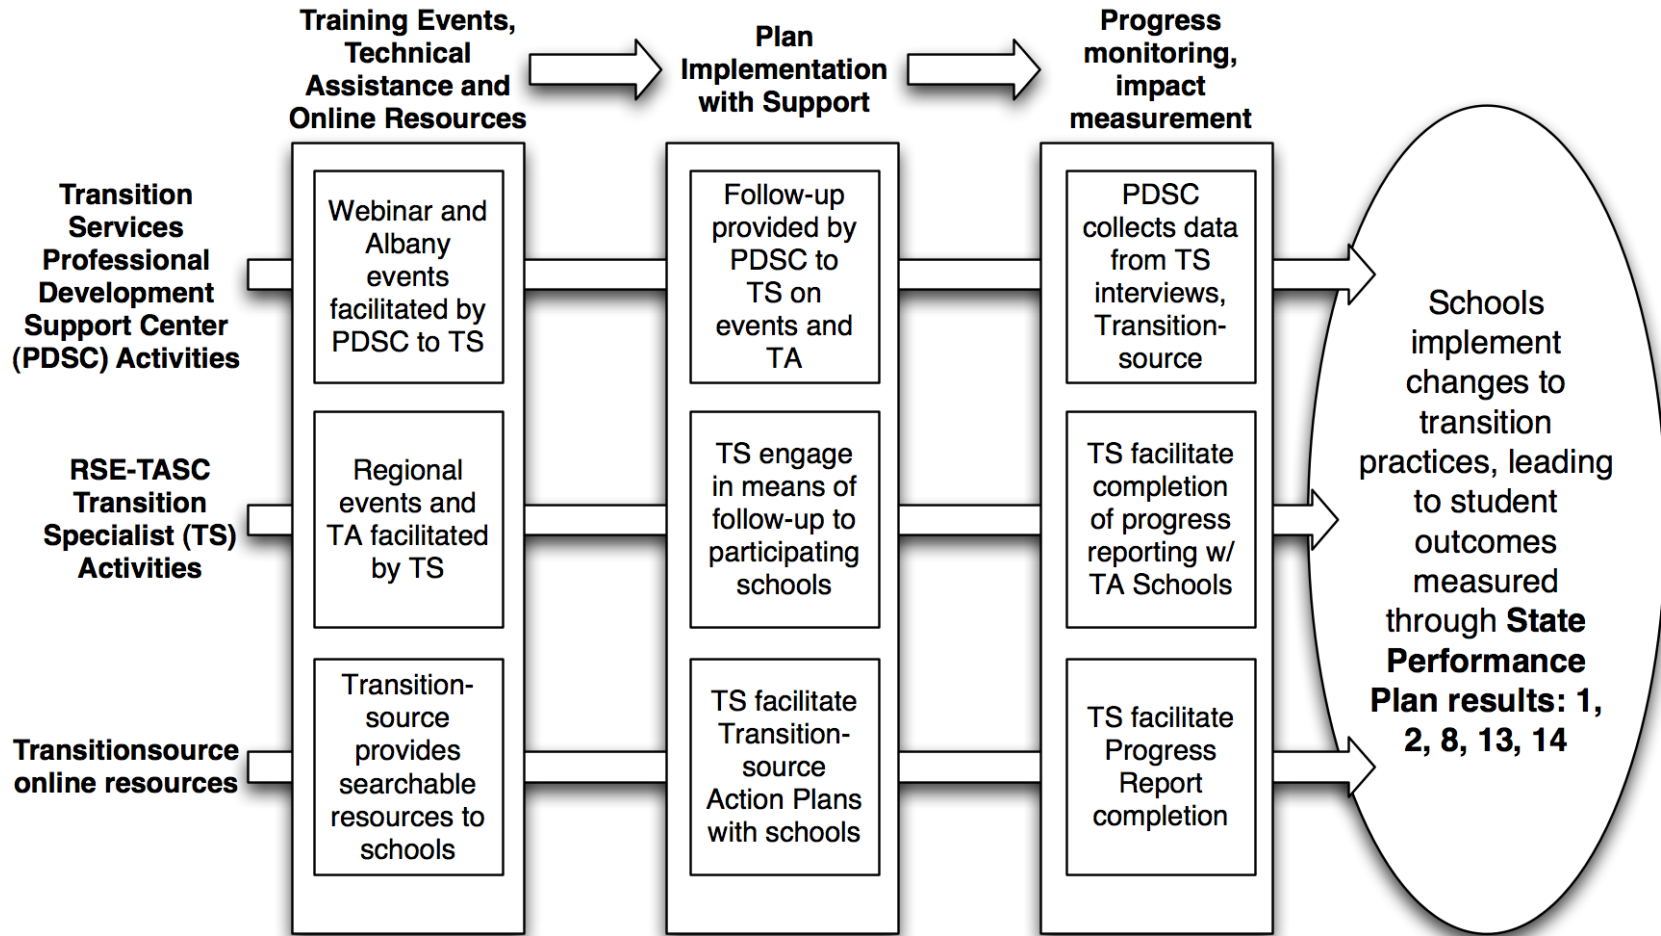 Training Events,
Technical
Assistance and
Online Resources
Plan
Implementation
with Support
Progress
monitoring,
impact
measurement
Transition
Services
Professional
Development
Support Center
(PDSC) Activities
Webinar and
Albany
events
facilitated by
PDSC to TS
Follow-up
provided by
PDSC to
TS on
events and
TA
PDSC
collects data
from TS
interviews,
Transition-
source
RSE-TASC
Transition
Specialist (TS)
Activities
Regional
events and
TA facilitated
by TS
TS engage
in means of
follow-up to
participating
schools
TS facilitate
completion
of progress
reporting w/
TA Schools
Transitionsource
online resources
Transition-
source
provides
searchable
resources to
schools
TS facilitate
Transition-
source
Action Plans
with schools
TS facilitate
Progress
Report
completion
Schools
implement
changes to
transition
practices, leading
to student
outcomes
measured
through State
Performance
Plan results: 1,
2, 8, 13, 14